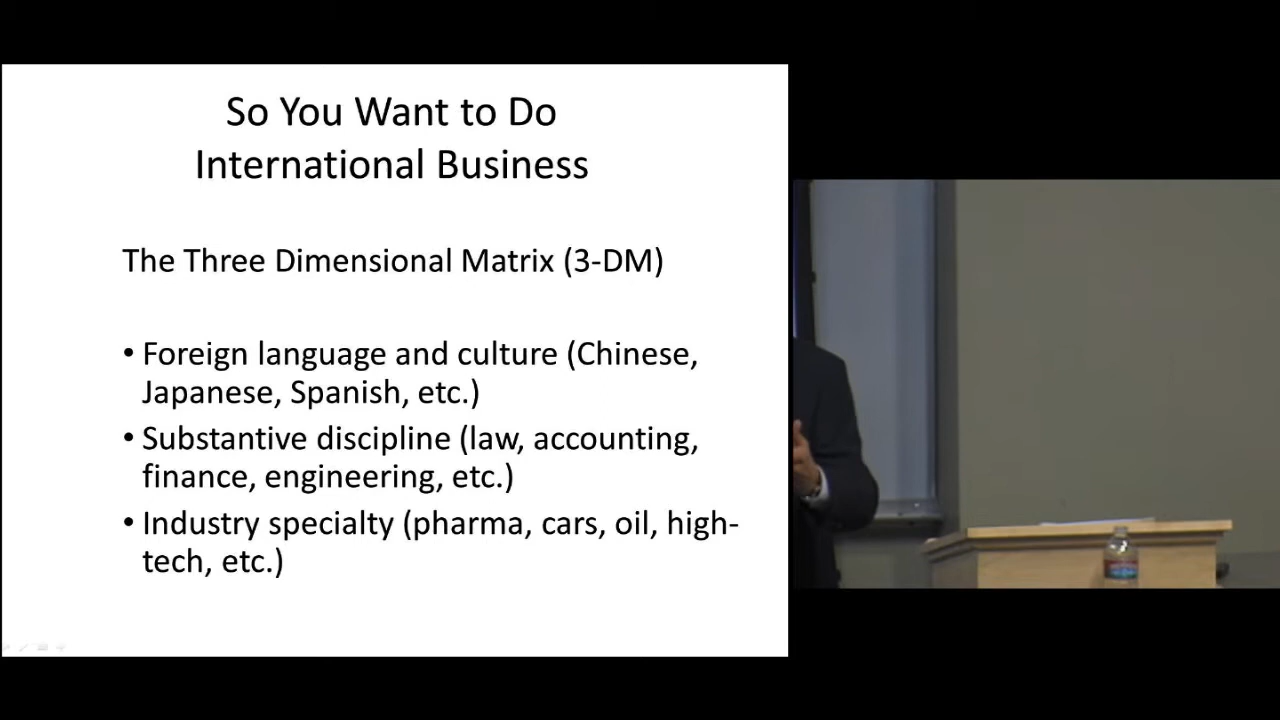 So You Want to Do
International Business
The Three Dimensional Matrix (3-DM)
• Foreign language and culture (Chinese,
Japanese, Spanish, etc.)
• Substantive discipline (law, accounting,
finance, engineering, etc.)
• Industry specialty (pharma, cars, oil, high-
tech, etc.)